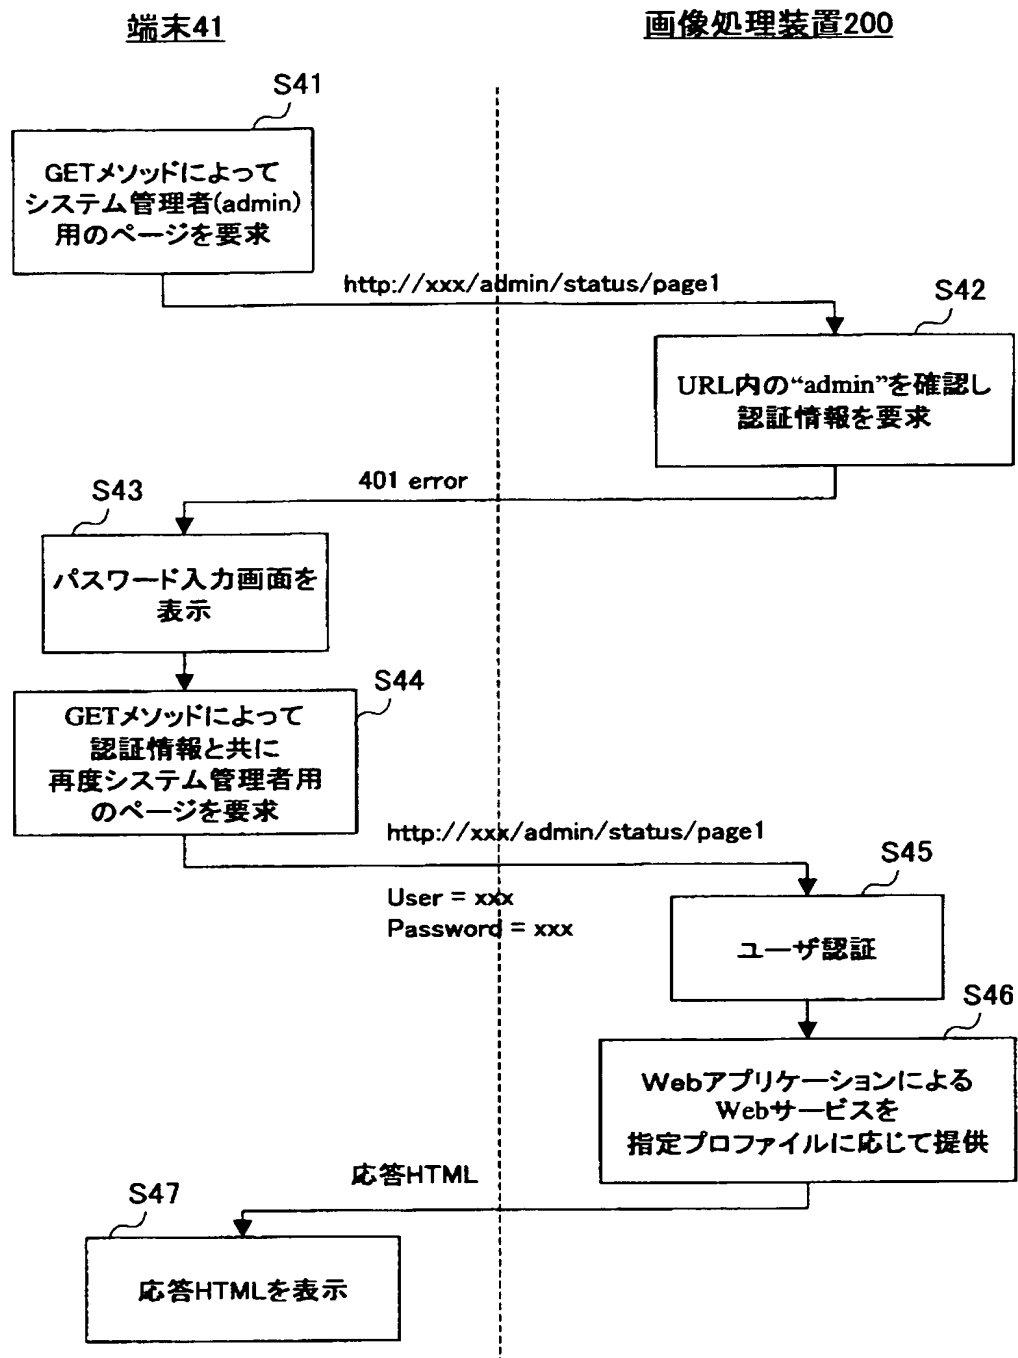 端末41
画像処理装置200
S41
GETメソッドによって
システム管理者(admin)
用のページを要求
http://xxx/admin/status/page1
S42
URL内の“admin”を確認し
認証情報を要求
401 error
S43
パスワード入力画面を
表示
S44
GETメソッドによって
認証情報と共に
再度システム管理者用
のページを要求
http://xxx/admin/status/page1
User = xxx
Password = xxx
S45
ユーザ認証
S46
Webアプリケーションによる
Webサービスを
指定プロファイルに応じて提供
応答HTML
S47
応答HTMLを表示